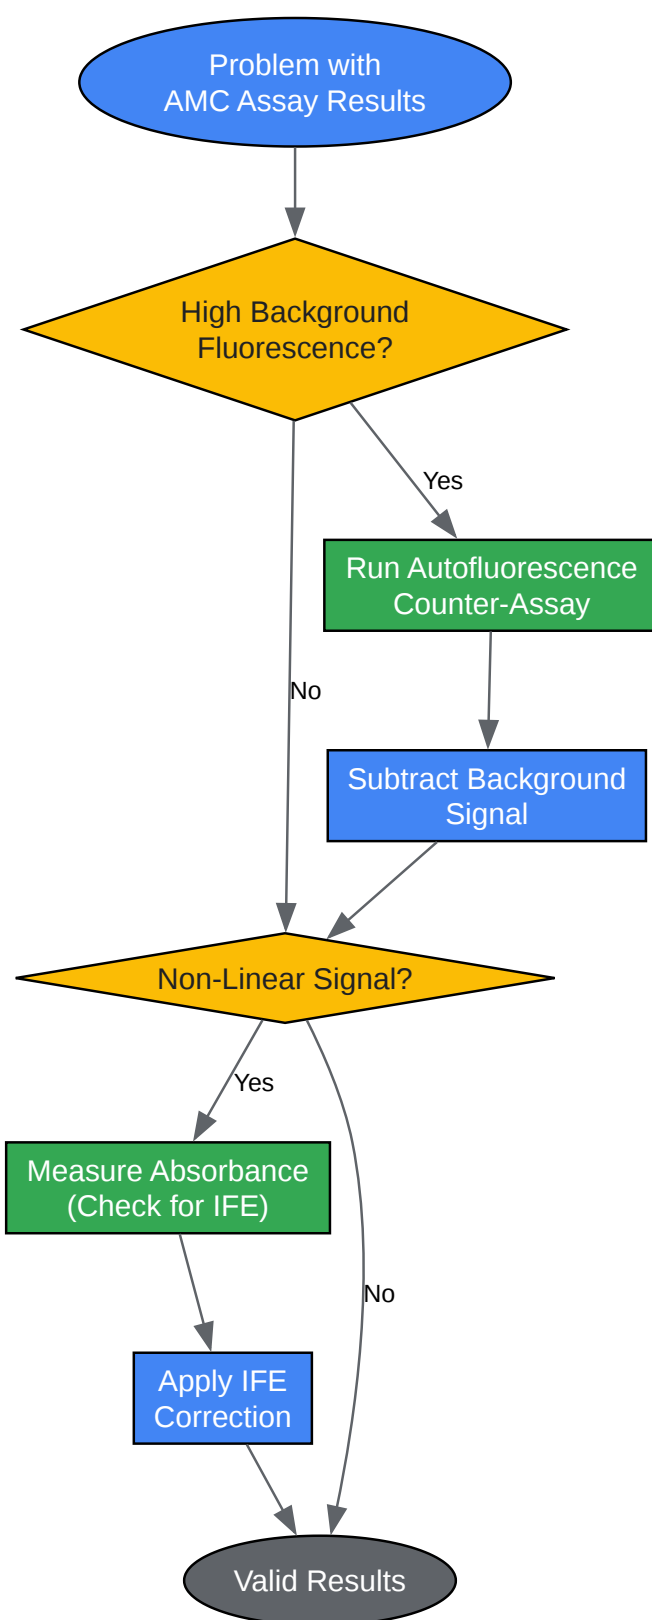 Problem with
AMC Assay Results
High Background
Fluorescence?
Yes
Run Autofluorescence
Counter-Assay
No
Subtract Background
Signal
Non-Linear Signal?
Yes
Measure Absorbance
(Check for IFE)
No
Apply IFE
Correction
Valid Results